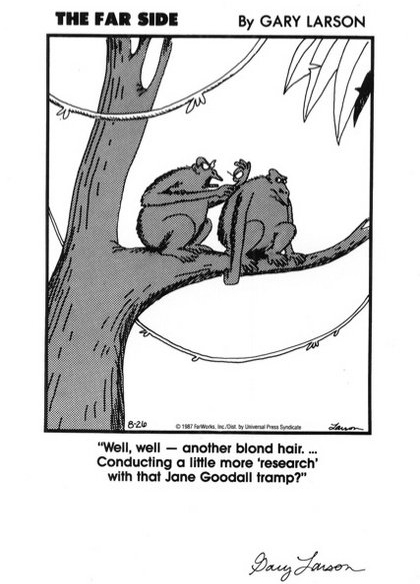 THE FAR SIDE By GARY LARSON
8-26 © 1987 FarWorks, Inc./Dist. by Universal Press Syndicate Larson
"Well, well — another blond hair. ...
Conducting a little more 'research'
with that Jane Goodall tramp?"
Gary Larson